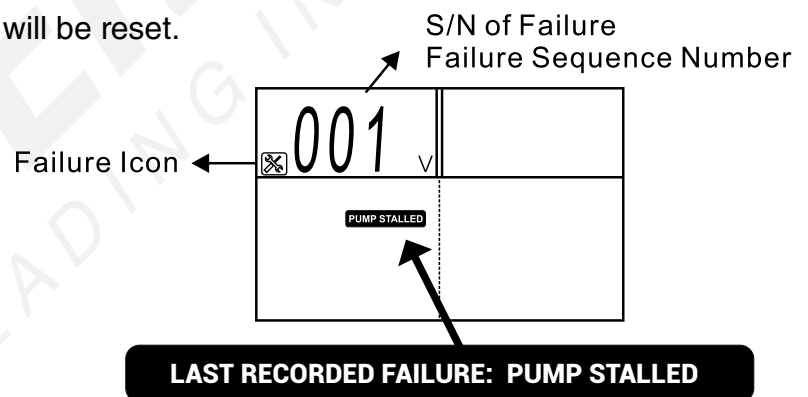 will be reset.
S/N of Failure
Failure Sequence Number
001
V
Failure Icon
PUMP STALLED
LAST RECORDED FAILURE: PUMP STALLED